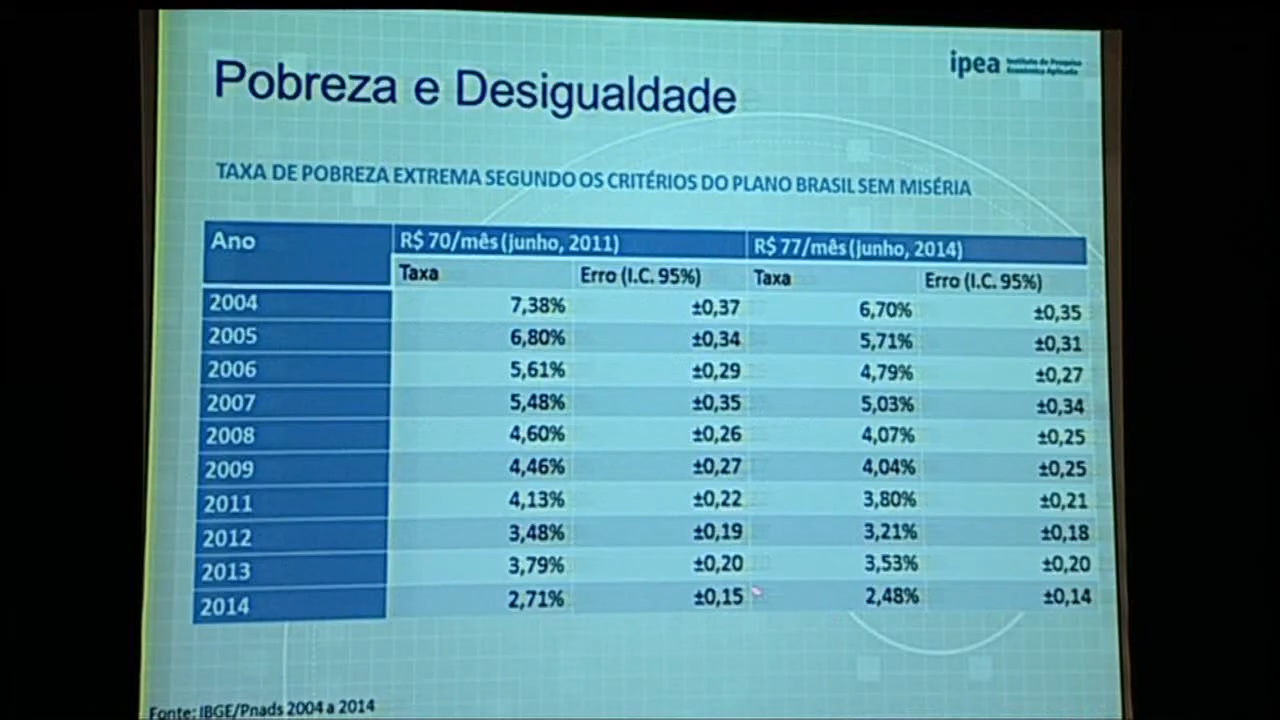 ipea Instituto de Pesquisa
Econômica Aplicada
Pobreza e Desigualdade
TAXA DE POBREZA EXTREMA SEGUNDO OS CRITÉRIOS DO PLANO BRASIL SEM MISÉRIA
Ano R$ 70/mês (junho, 2011) R$ 77/mês (junho, 2014)
Taxa Erro (I.C. 95%) Taxa Erro (I.C. 95%)
2004 7,38% ±0,37 6,70% ±0,35
2005 6,80% ±0,34 5,71% ±0,31
2006 5,61% ±0,29 4,79% ±0,27
2007 5,48% ±0,35 5,03% ±0,34
2008 4,60% ±0,26 4,07% ±0,25
2009 4,46% ±0,27 4,04% ±0,25
2011 4,13% ±0,22 3,80% ±0,21
2012 3,48% ±0,19 3,21% ±0,18
2013 3,79% ±0,20 3,53% ±0,20
2014 2,71% ±0,15 2,48% ±0,14
Fonte: IBGE/Pnads 2004 a 2014